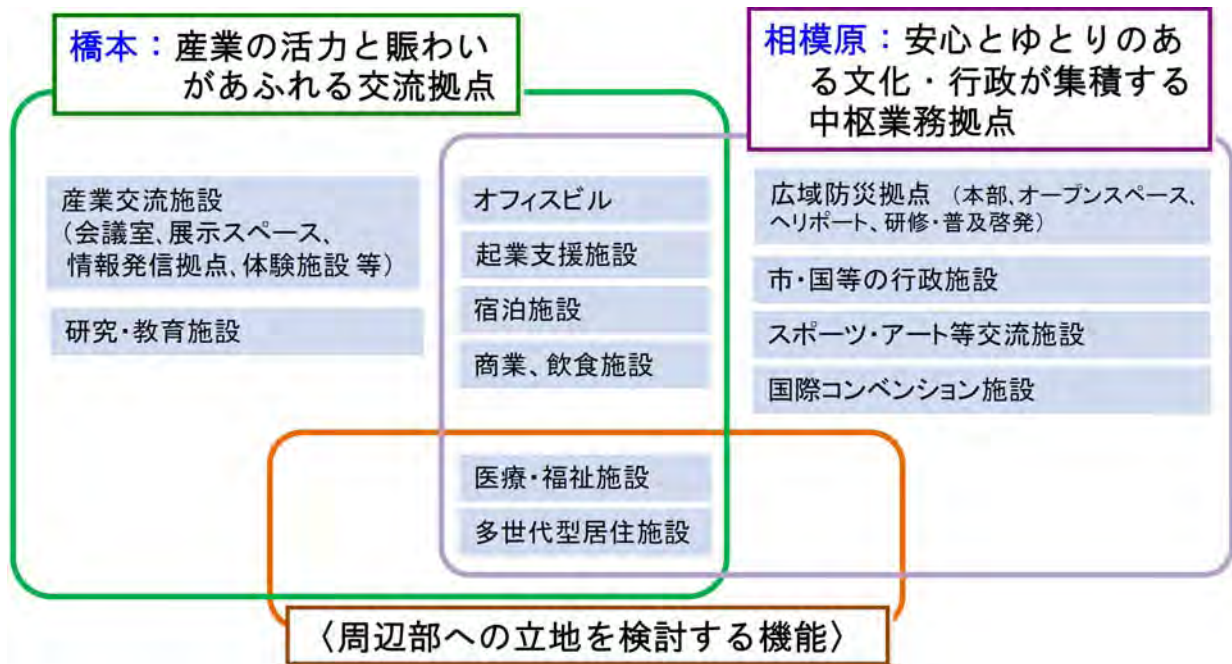 橋本：産業の活力と賑わい
があふれる交流拠点
相模原：安心とゆとりのあ
る文化・行政が集積する
中枢業務拠点
産業交流施設
（会議室、展示スペース、
情報発信拠点、体験施設 等）
研究・教育施設
オフィスビル
起業支援施設
宿泊施設
商業、飲食施設
広域防災拠点 （本部、オープンスペース、
ヘリポート、研修・普及啓発）
市・国等の行政施設
スポーツ・アート等交流施設
国際コンベンション施設
医療・福祉施設
多世代型居住施設
〈周辺部への立地を検討する機能〉